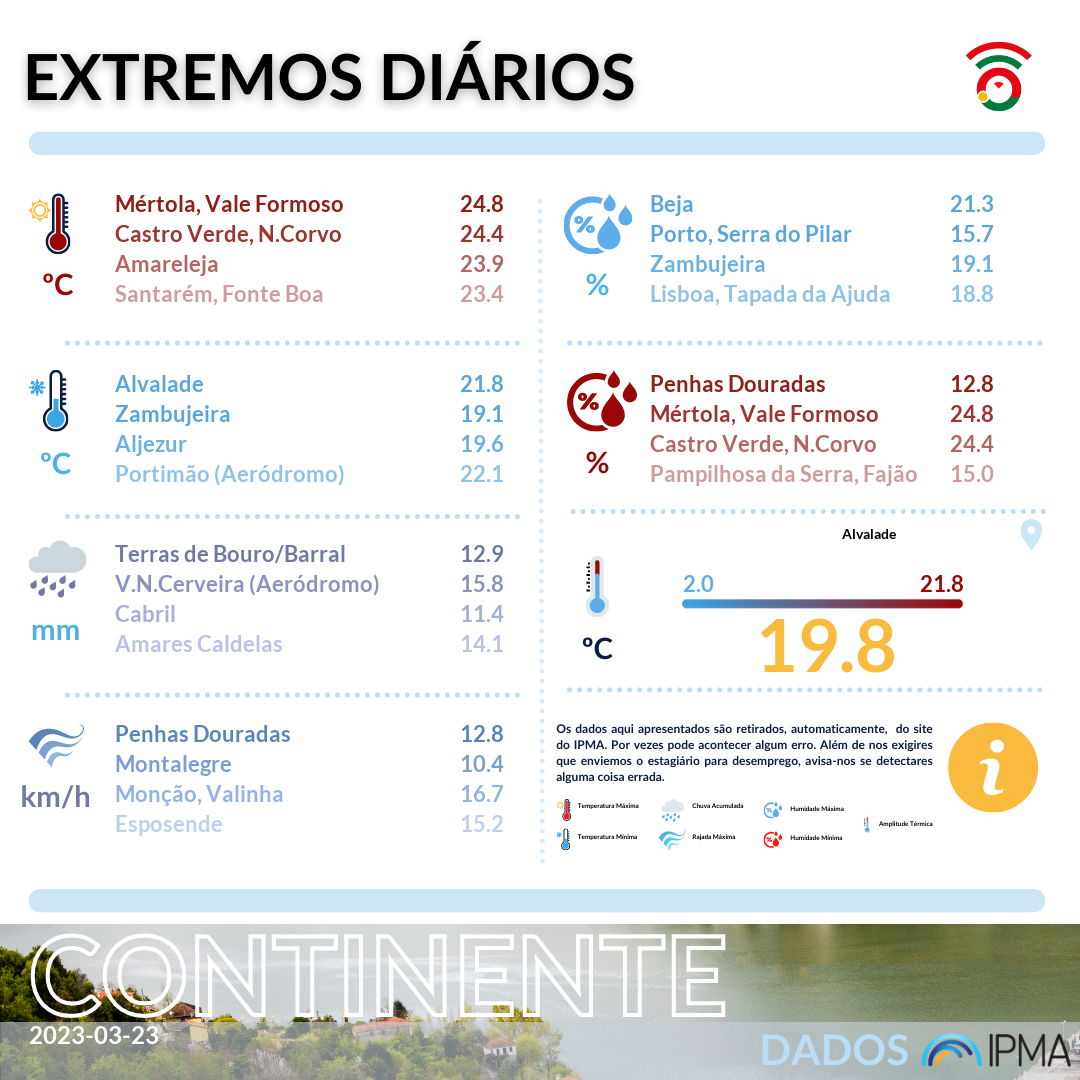 EXTREMOS DIÁRIOS
Mértola, Vale Formoso 24.8
Castro Verde, N.Corvo 24.4
Amareleja 23.9
Santarém, Fonte Boa 23.4
ºC
Alvalade 21.8
Zambujeira 19.1
Aljezur 19.6
Portimão (Aeródromo) 22.1
ºC
Terras de Bouro/Barral 12.9
V.N.Cerveira (Aeródromo) 15.8
Cabril 11.4
Amares Caldelas 14.1
mm
Penhas Douradas 12.8
Montalegre 10.4
Monção, Valinha 16.7
Esposende 15.2
km/h
%
Beja 21.3
Porto, Serra do Pilar 15.7
Zambujeira 19.1
Lisboa, Tapada da Ajuda 18.8
%
%
Penhas Douradas 12.8
Mértola, Vale Formoso 24.8
Castro Verde, N.Corvo 24.4
Pampilhosa da Serra, Fajão 15.0
%
Alvalade
2.0 21.8
19.8
ºC
Os dados aqui apresentados são retirados, automaticamente, do site
do IPMA. Por vezes pode acontecer algum erro. Além de nos exigires
que enviemos o estagiário para desemprego, avisa-nos se detectares
alguma coisa errada.
i
Temperatura Máxima Chuva Acumulada Humidade Máxima
Amplitude Térmica
Temperatura Mínima Rajada Máxima Humidade Mínima
CONTINENTE
2023-03-23
DADOS IPMA